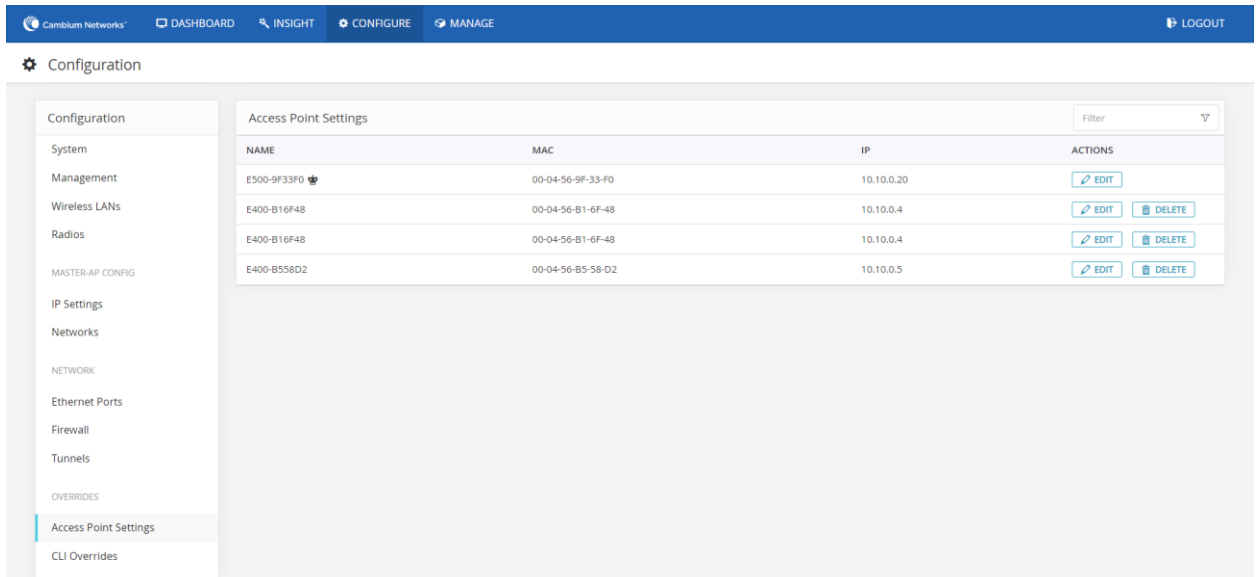 Cambium Networks™ DASHBOARD INSIGHT CONFIGURE MANAGE LOGOUT
Configuration
Configuration
System
Management
Wireless LANs
Radios
MASTER-AP CONFIG
IP Settings
Networks
NETWORK
Ethernet Ports
Firewall
Tunnels
OVERRIDES
Access Point Settings
CLI Overrides
Access Point Settings Filter
NAME MAC IP ACTIONS
E500-9F33F0 00-04-56-9F-33-F0 10.10.0.20 EDIT
E400-B16F48 00-04-56-B1-6F-48 10.10.0.4 EDIT DELETE
E400-B16F48 00-04-56-B1-6F-48 10.10.0.4 EDIT DELETE
E400-B558D2 00-04-56-B5-58-D2 10.10.0.5 EDIT DELETE